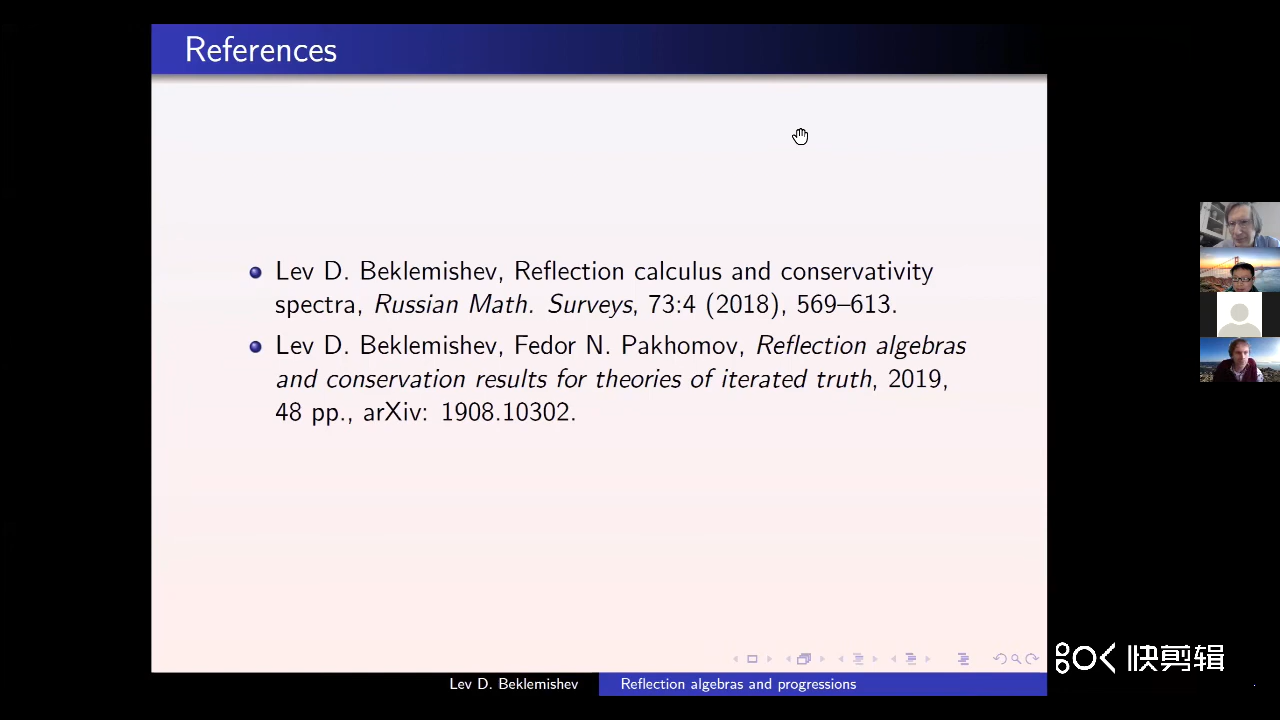 References
Lev D. Beklemishev, Reflection calculus and conservativity
spectra, Russian Math. Surveys, 73:4 (2018), 569–613.
Lev D. Beklemishev, Fedor N. Pakhomov, Reflection algebras
and conservation results for theories of iterated truth, 2019,
48 pp., arXiv: 1908.10302.
Lev D. Beklemishev
Reflection algebras and progressions
快剪辑